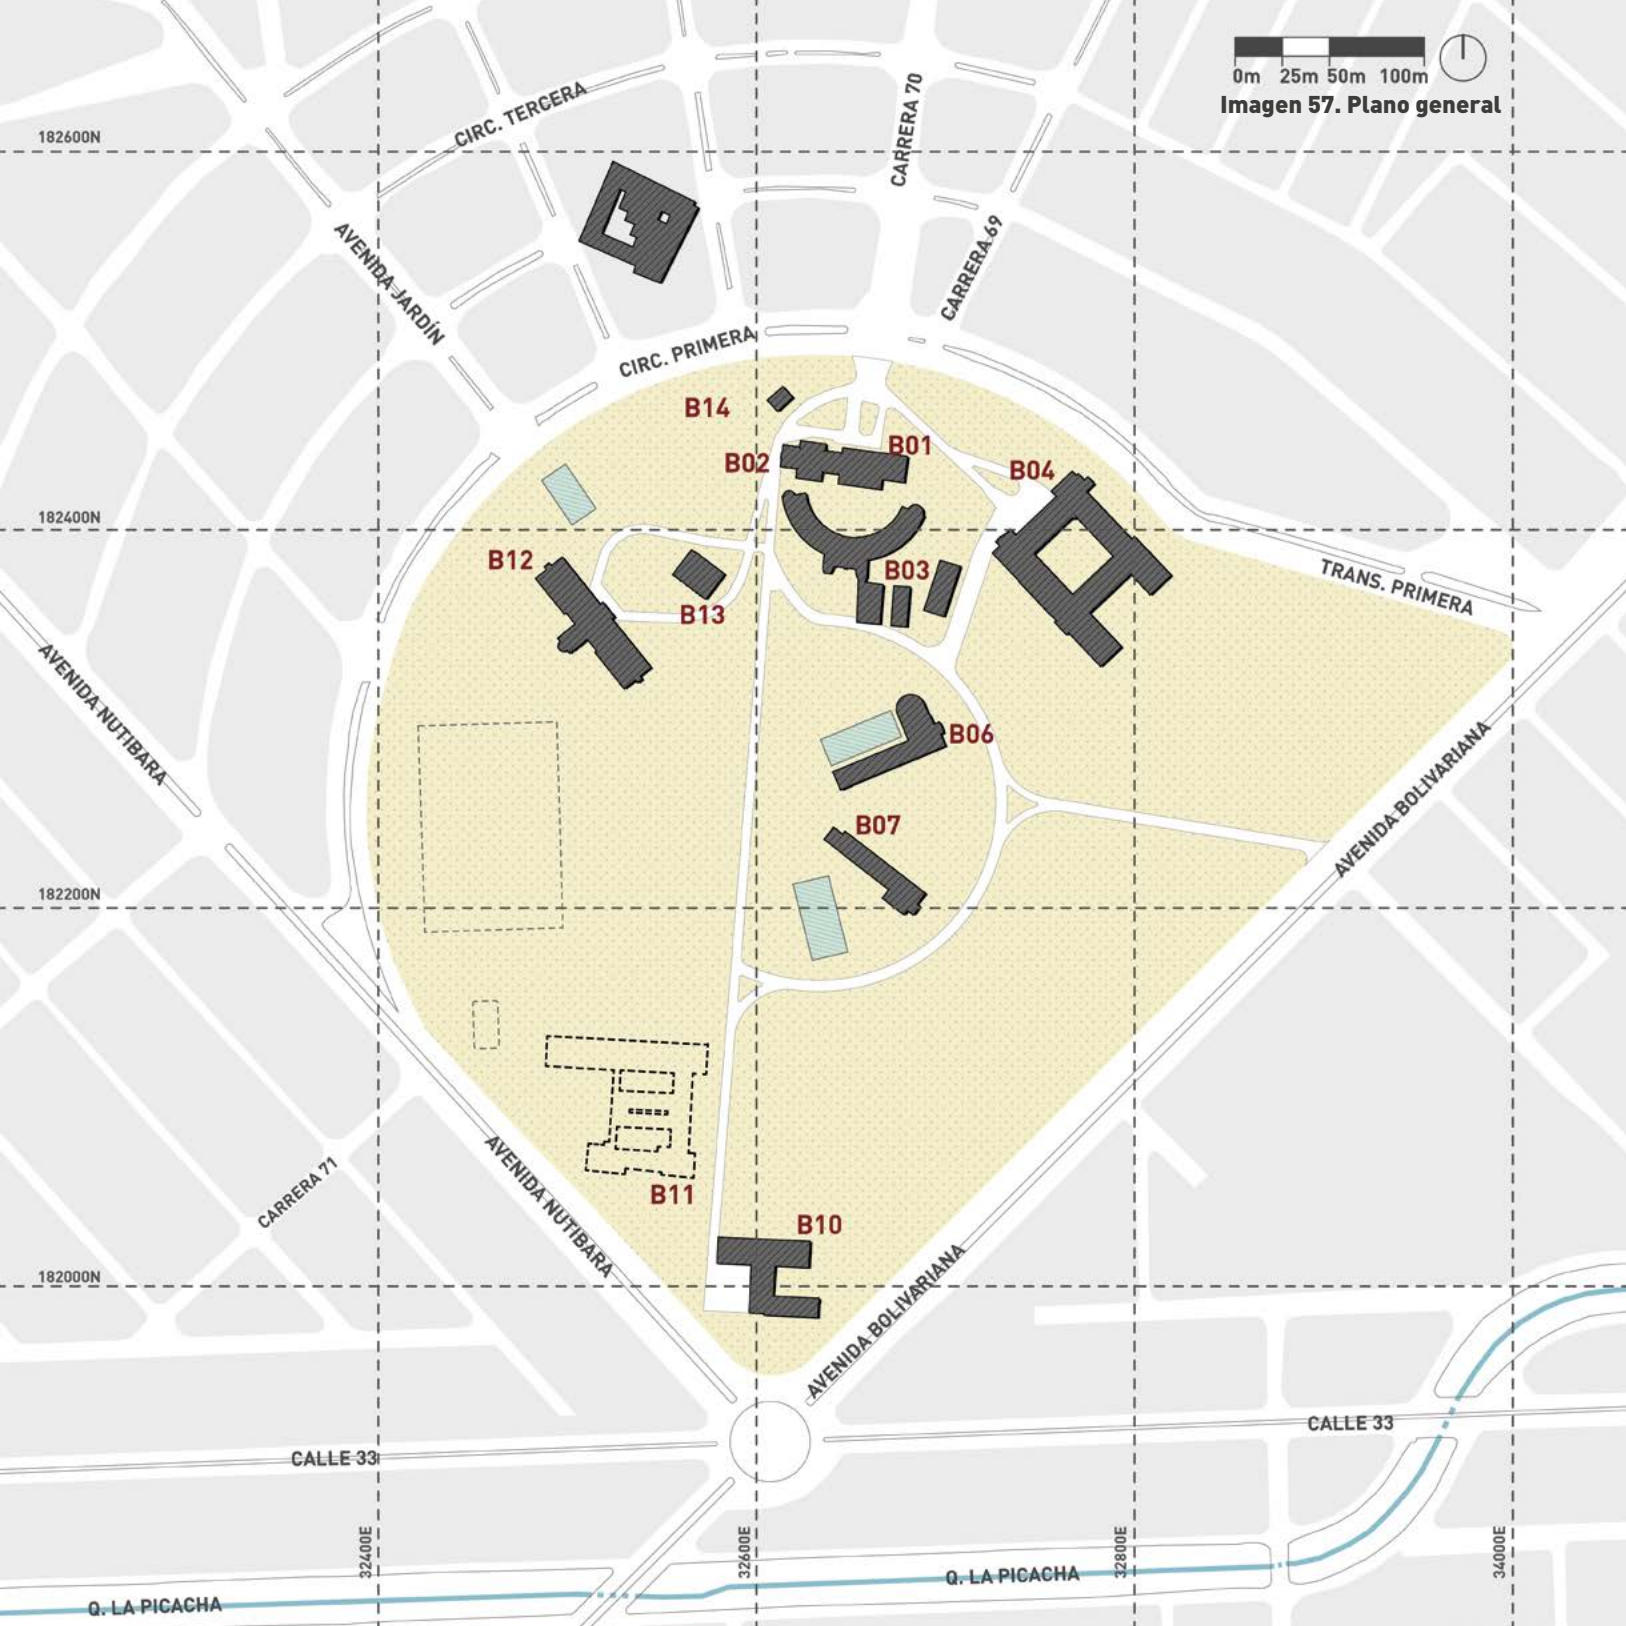 0m 25m 50m 100m
Imagen 57. Plano general
CARRERA 70
CIRC. TERCERA
182600N
AVENIDA JARDÍN
CARRERA 69
CIRC. PRIMERA
B14
B01
B02
B04
182400N
B12
B03
TRANS. PRIMERA
B13
AVENIDA NUTIBARA
B06
AVENIDA BOLIVARIANA
B07
182200N
AVENIDA NUTIBARA
CARRERA 71
B11
B10
182000N
AVENIDA BOLIVARIANA
CALLE 33
CALLE 33
32400E
32600E
32800E
34000E
Q. LA PICACHA
Q. LA PICACHA